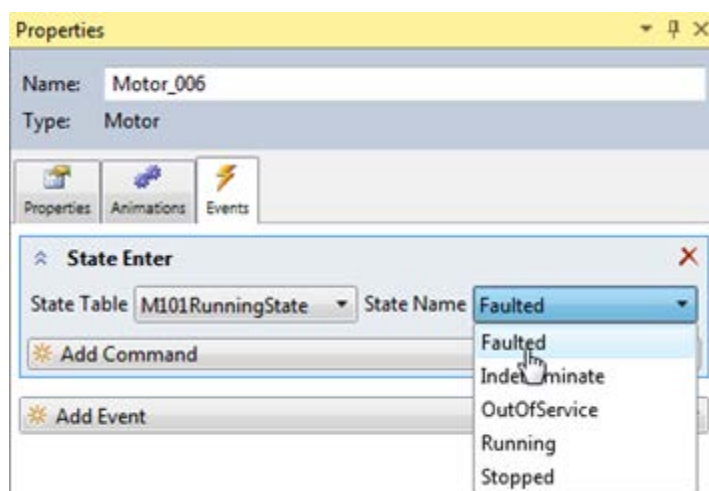 Properties
Name: Motor_006
Type: Motor
Properties Animations Events
State Enter
State Table M101RunningState State Name Faulted
Add Command
Faulted
Indeterminate
Add Event
OutOfService
Running
Stopped